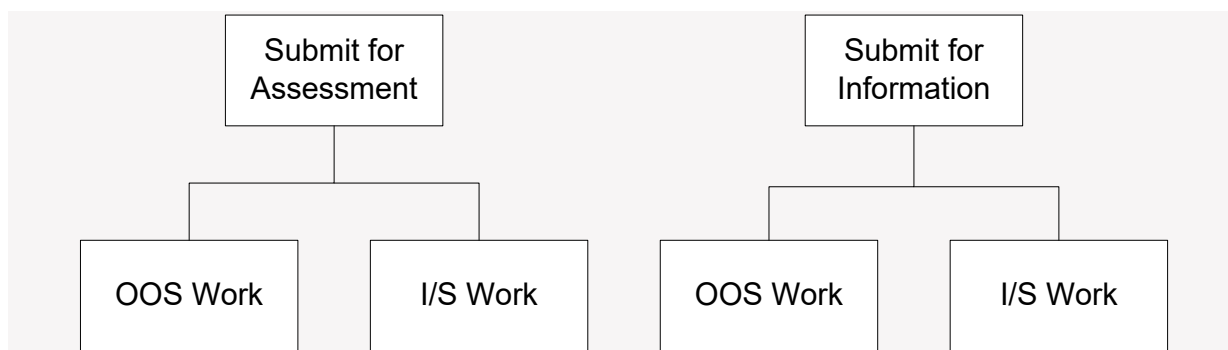 Submit for
Assessment
Submit for
Information
OOS Work
I/S Work
OOS Work
I/S Work